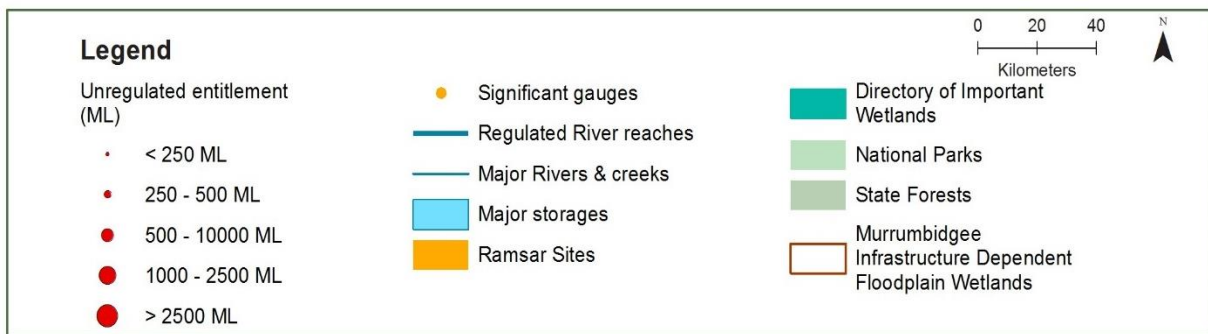 0 20 40
Kilometers
N
Legend
Unregulated entitlement
(ML)
< 250 ML
250 - 500 ML
500 - 10000 ML
1000 - 2500 ML
> 2500 ML
Significant gauges
Regulated River reaches
Major Rivers & creeks
Major storages
Ramsar Sites
Directory of Important
Wetlands
National Parks
State Forests
Murrumbidgee
Infrastructure Dependent
Floodplain Wetlands